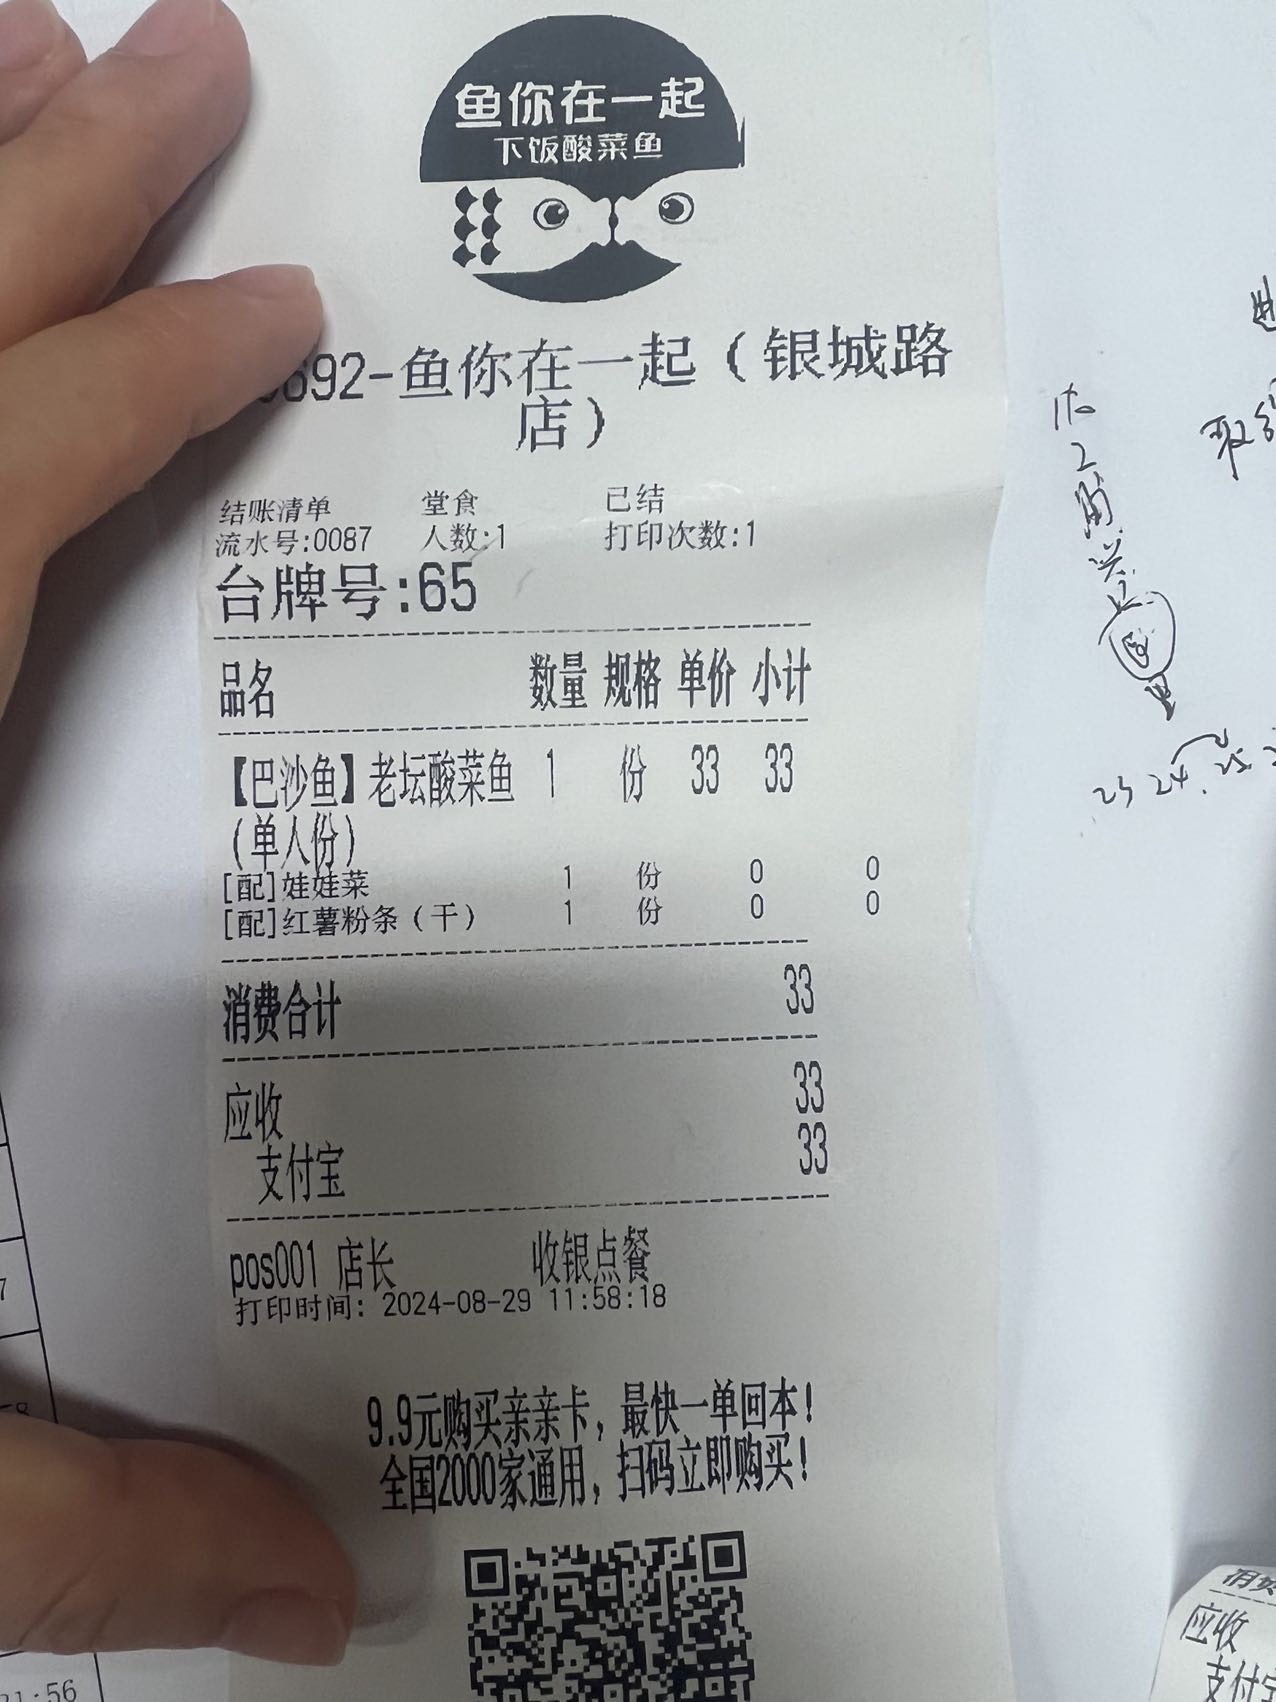 鱼你在一起
下饭酸菜鱼
692-鱼你在一起（银城路
店）
结账清单 堂食 已结
流水号:0087 人数:1 打印次数:1
台牌号:65
品名 数量 规格 单价 小计
【巴沙鱼】老坛酸菜鱼 1 份 33 33
（单人份）
[配]娃娃菜 1 份 0 0
[配]红薯粉条（干） 1 份 0 0
消费合计 33
应收 33
支付宝 33
pos001 店长 收银点餐
打印时间: 2024-08-29 11:58:18
9.9元购买亲亲卡，最快一单回本！
全国2000家通用，扫码立即购买！
23 24. 25
应收
支付
31:56